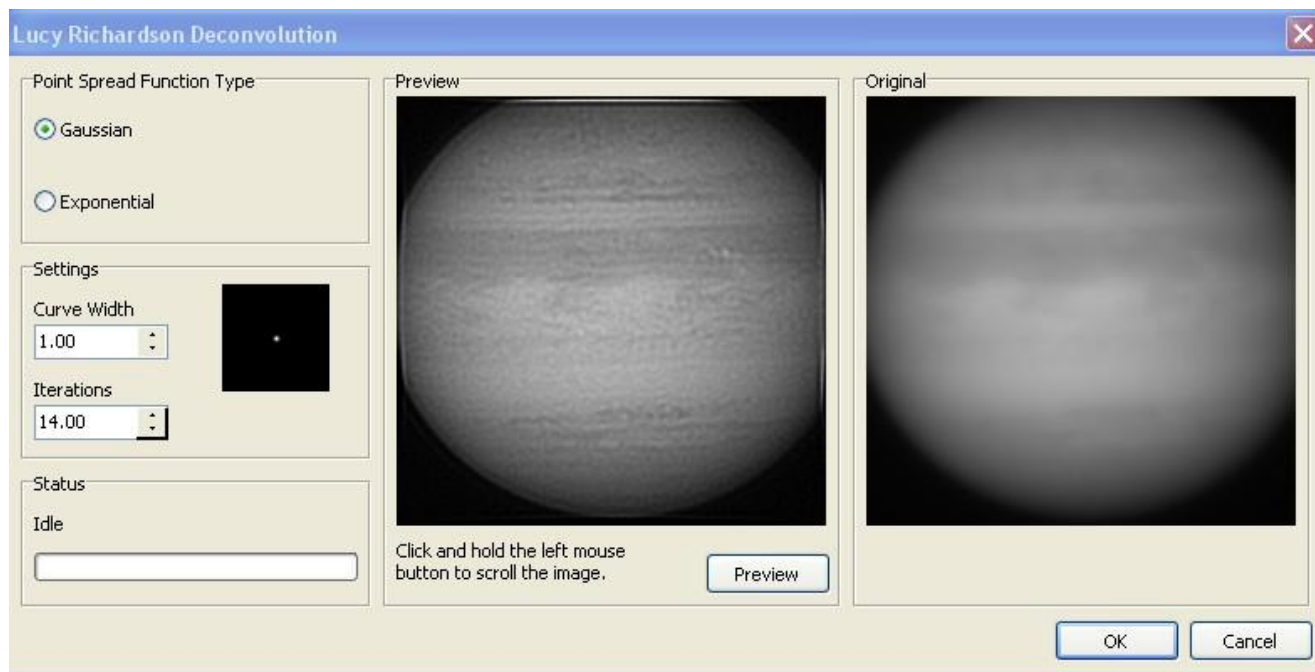 Lucy Richardson Deconvolution
Point Spread Function Type
Gaussian
Exponential
Settings
Curve Width
1.00
Iterations
14.00
Status
Idle
Preview
Click and hold the left mouse
button to scroll the image.
Preview
Original
OK
Cancel